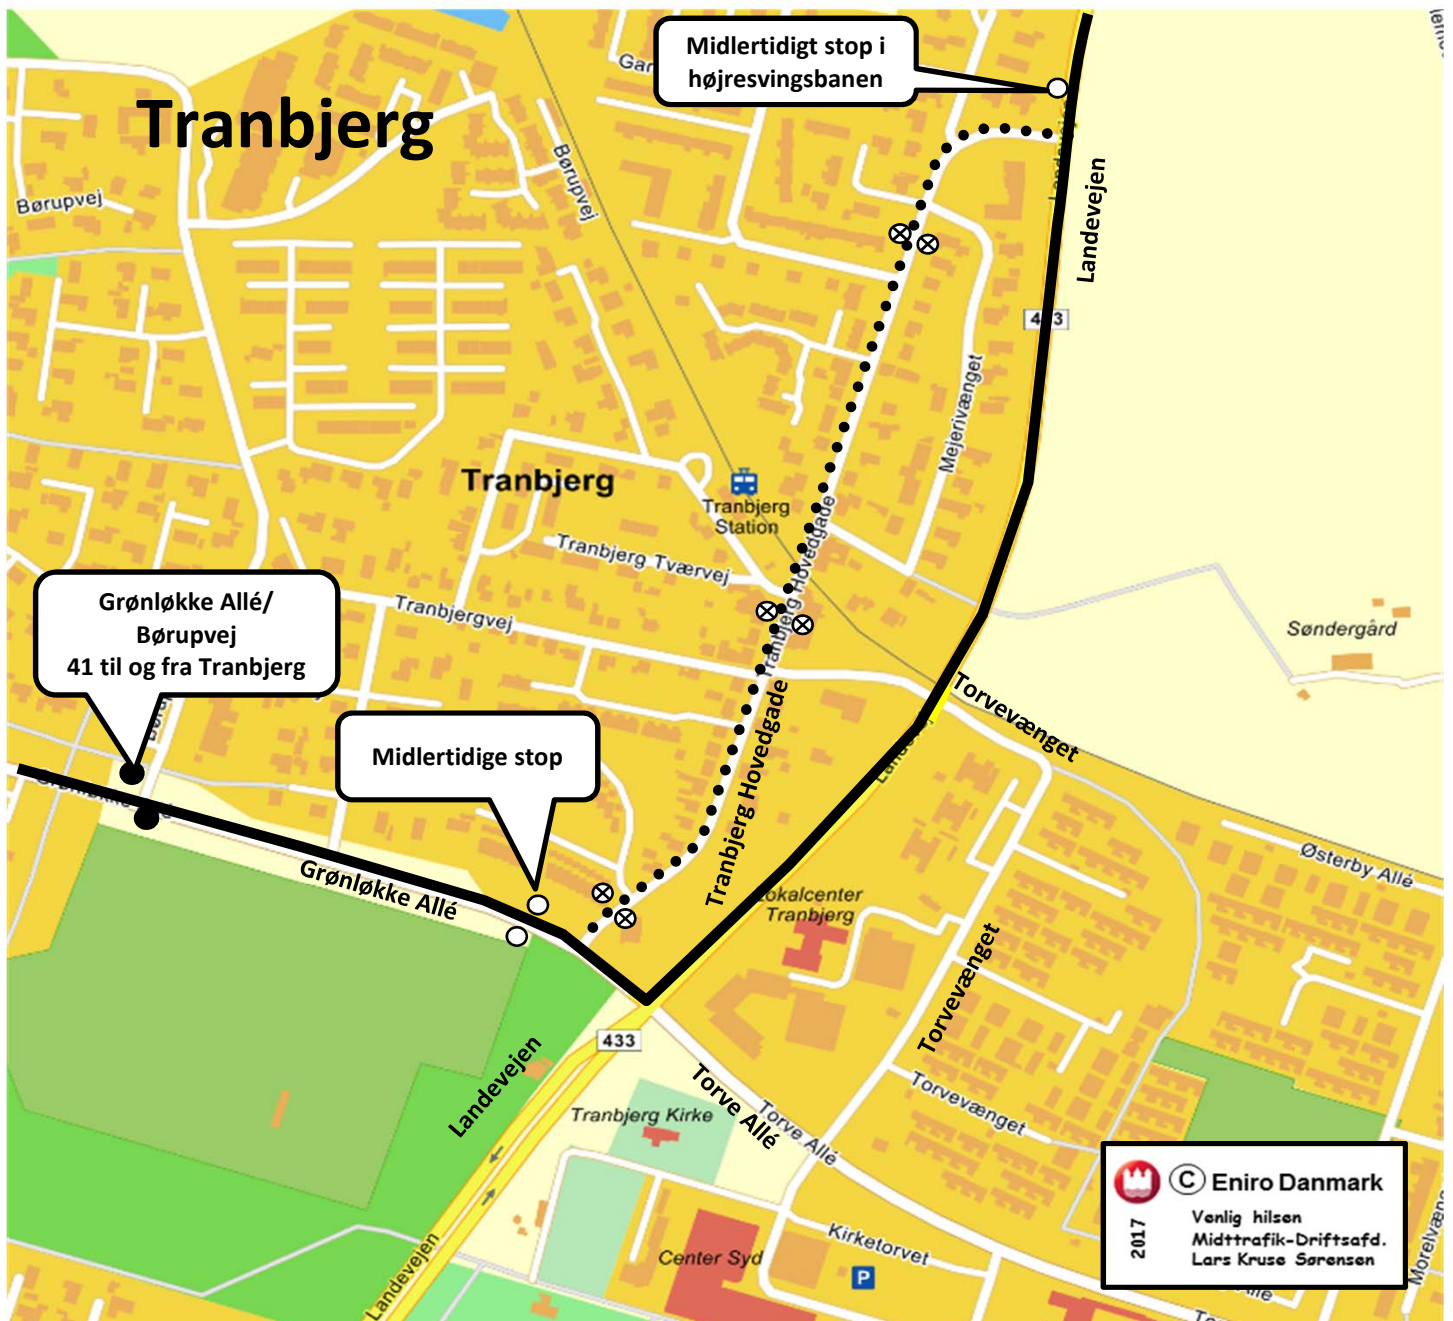 Midlertidigt stop i
højresvingsbanen
Tranbjerg
Børupvej
Børupvej
Landevejen
Mejerivænget
Tranbjerg
Tranbjerg
Station
Tranbjerg Hovedgade
Tranbjerg Tværvej
Tranbjergvej
Grønløkke Allé/
Børupvej
41 til og fra Tranbjerg
Søndergård
Torvevænget
Midlertidige stop
Tranbjerg Hovedgade
Grønløkke Allé
Østerby Allé
Lokalcenter
Tranbjerg
Torvevænget
433
Landevejen
Torve Allé
Tranbjerg Kirke
Torve Allé
Torvevænget
Kirketorvet
Center Syd
P
Landevejen
C Eniro Danmark
2017
Venlig hilsen
Midttrafik-Driftsafd.
Lars Kruse Sørensen